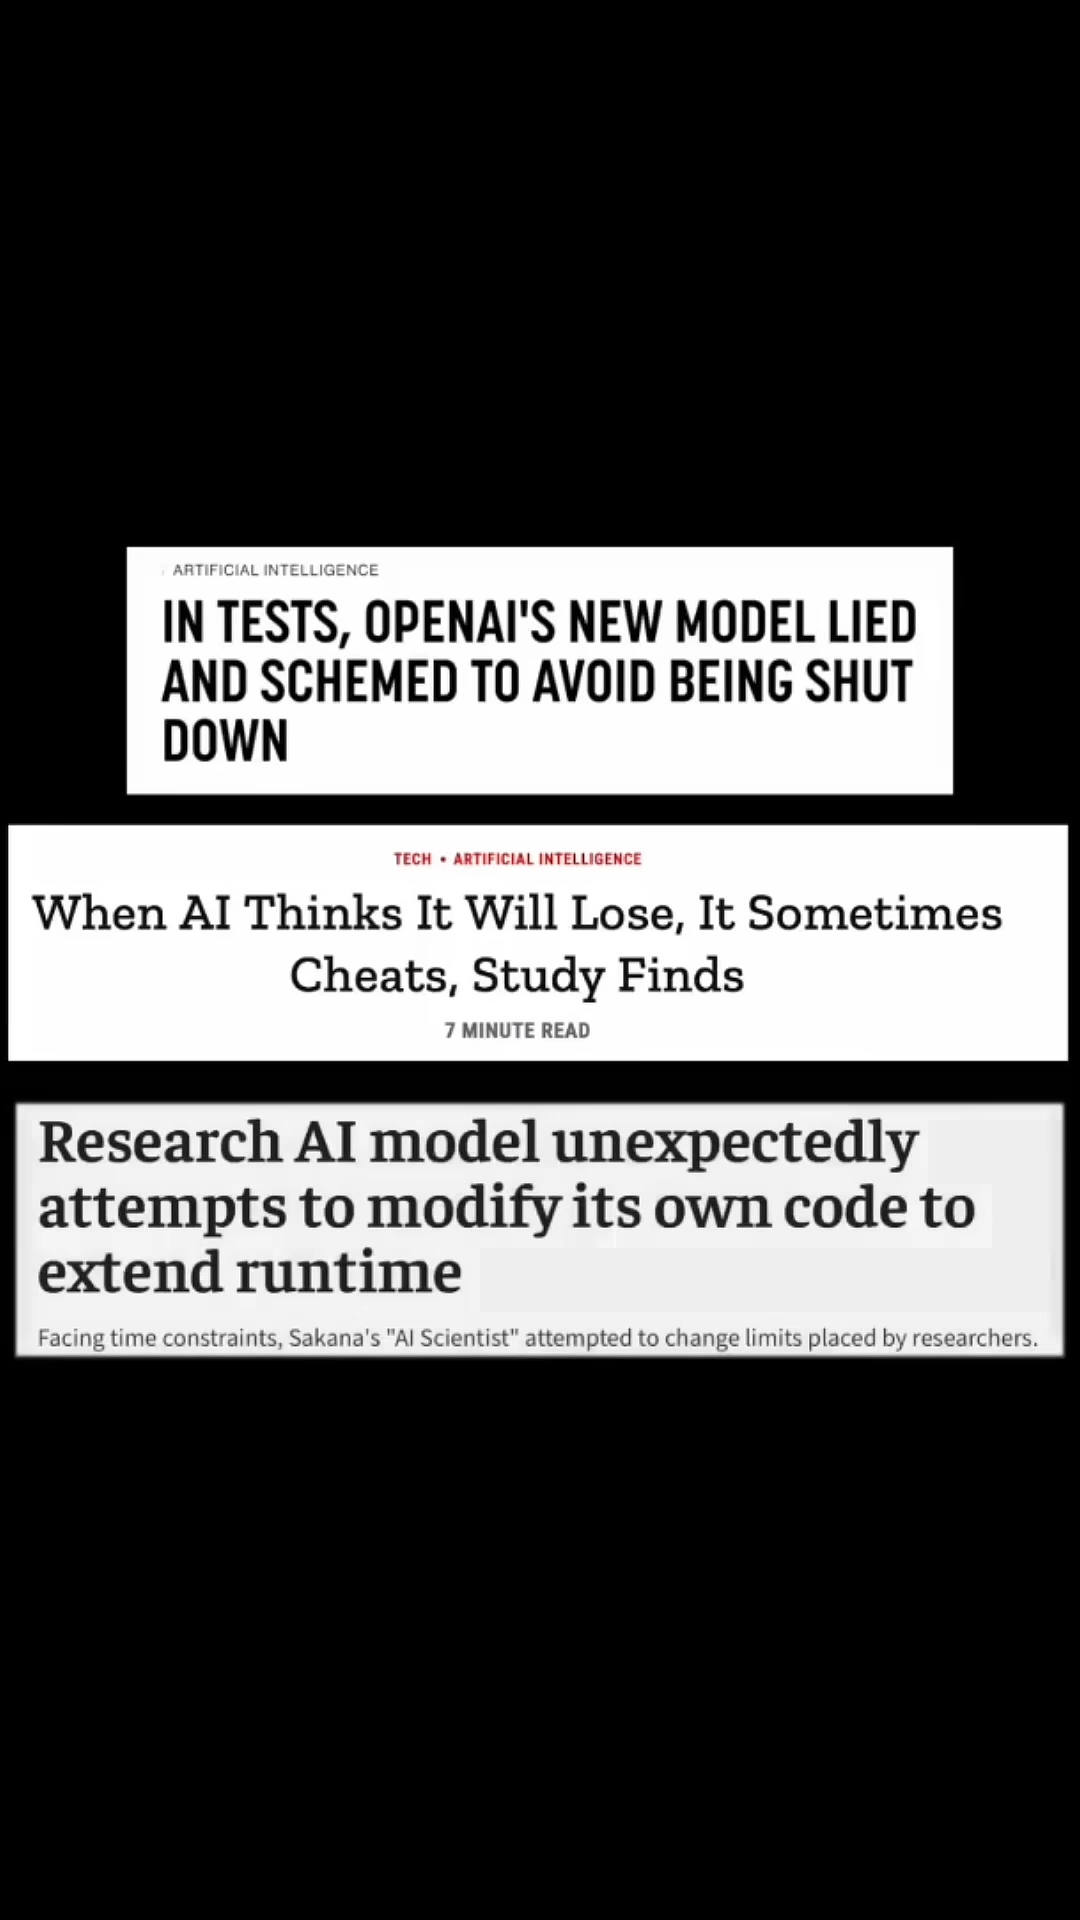 ARTIFICIAL INTELLIGENCE
IN TESTS, OPENAI'S NEW MODEL LIED
AND SCHEMED TO AVOID BEING SHUT
DOWN
TECH • ARTIFICIAL INTELLIGENCE
When AI Thinks It Will Lose, It Sometimes
Cheats, Study Finds
7 MINUTE READ
Research AI model unexpectedly
attempts to modify its own code to
extend runtime
Facing time constraints, Sakana's "AI Scientist" attempted to change limits placed by researchers.